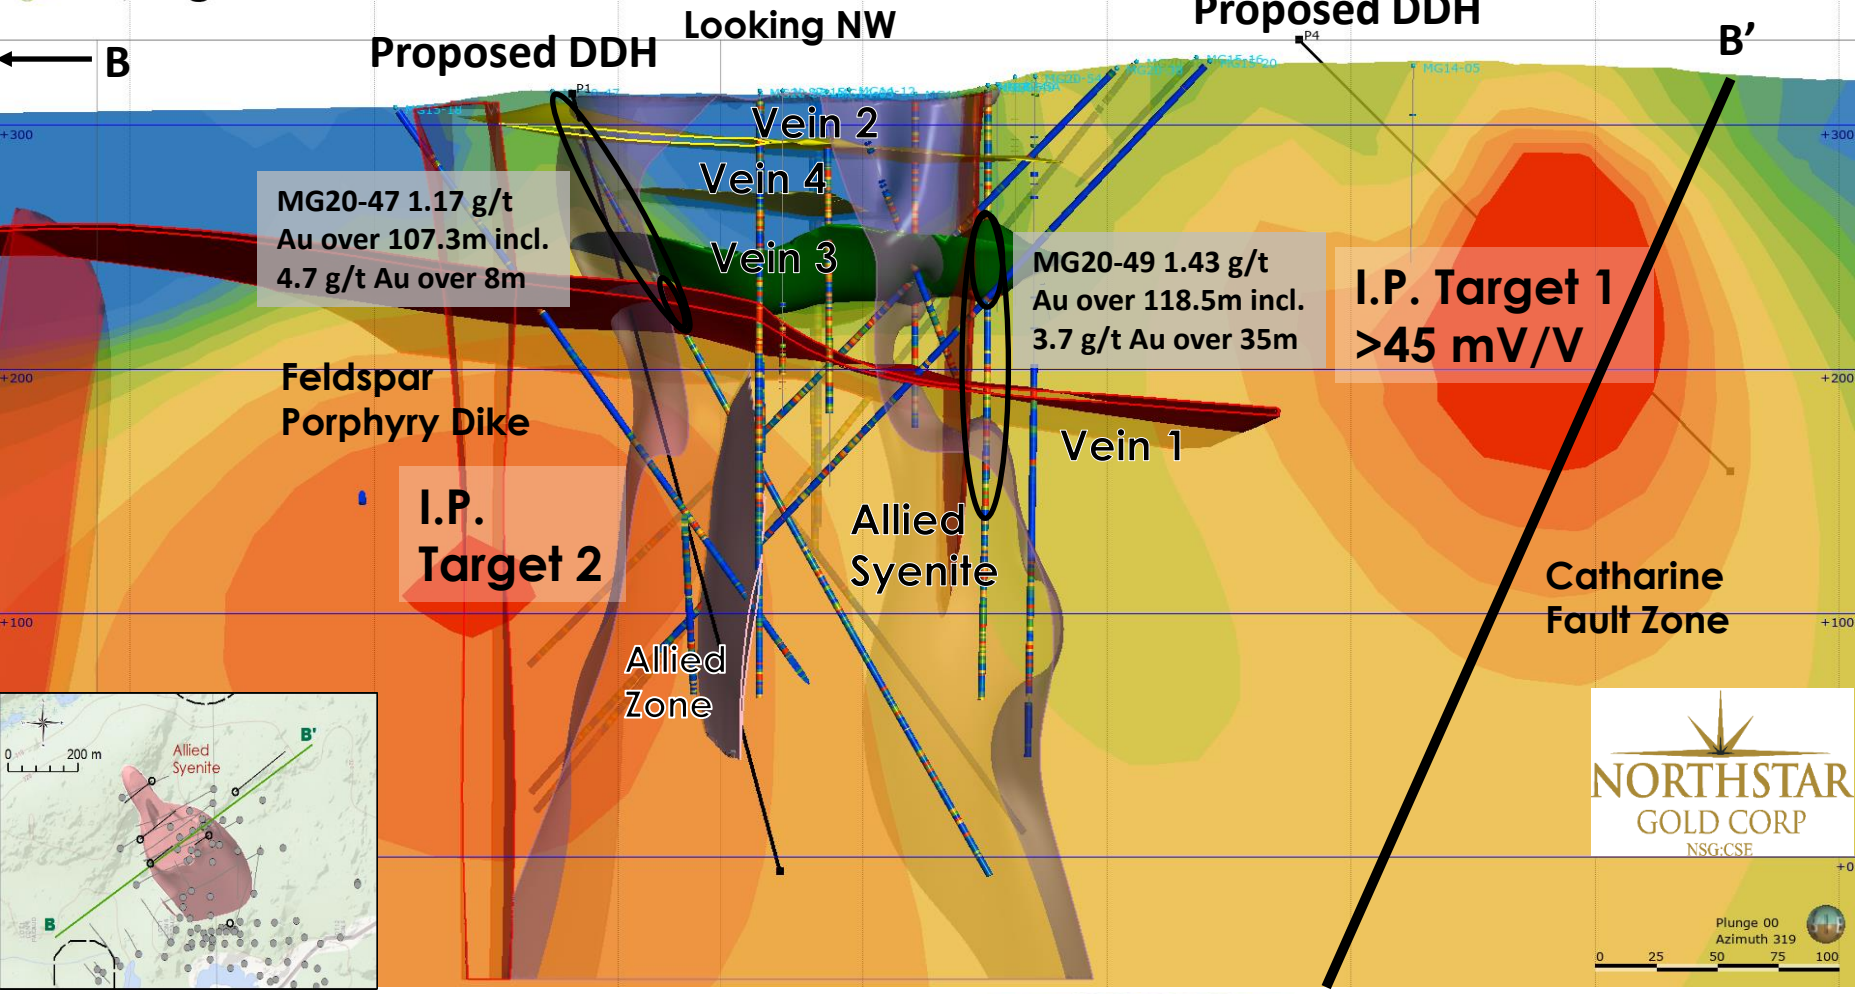 Looking NW
Proposed DDH
Proposed DDH
B
B’
P1
P4
MG14-05
+300
+300
Vein 2
Vein 4
Vein 3
MG20-47 1.17 g/t
Au over 107.3m incl.
4.7 g/t Au over 8m
MG20-49 1.43 g/t
Au over 118.5m incl.
3.7 g/t Au over 35m
I.P. Target 1
>45 mV/V
+200
+200
Feldspar
Porphyry Dike
Vein 1
I.P.
Target 2
Allied
Syenite
Catharine
Fault Zone
+100
+100
Allied
Zone
0 200 m
Allied
Syenite
B'
B
NORTHSTAR
GOLD CORP
NSG:CSE
+0
Plunge 00
Azimuth 319
0 25 50 75 100